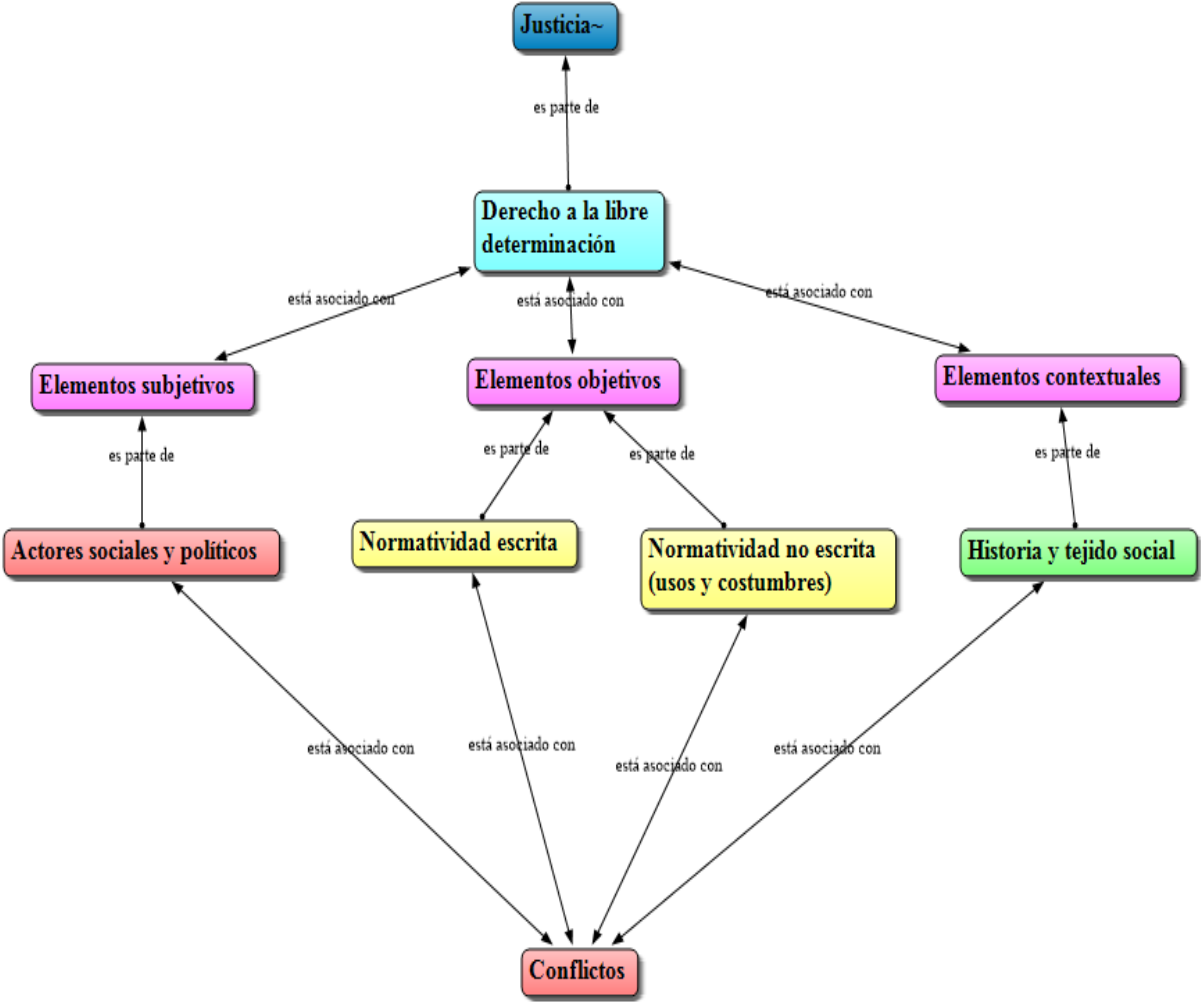 Justicia~
es parte de
Derecho a la libre
determinación
está asociado con
está asociado con
está asociado con
Elementos subjetivos
Elementos objetivos
Elementos contextuales
es parte de
es parte de
es parte de
es parte de
Actores sociales y políticos
Normatividad escrita
Normatividad no escrita
(usos y costumbres)
Historia y tejido social
está asociado con
está asociado con
está asociado con
está asociado con
Conflictos